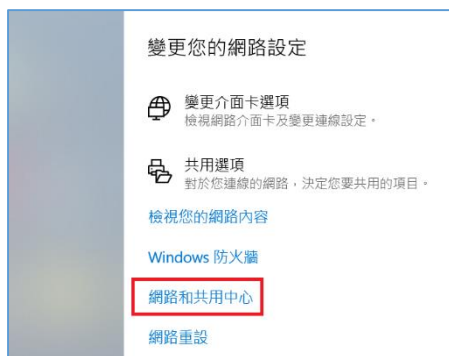 變更您的網路設定
變更介面卡選項
檢視網路介面卡及變更連線設定。
共用選項
對於您連線的網路，決定您要共用的項目。
檢視您的網路內容
Windows 防火牆
網路和共用中心
網路重設